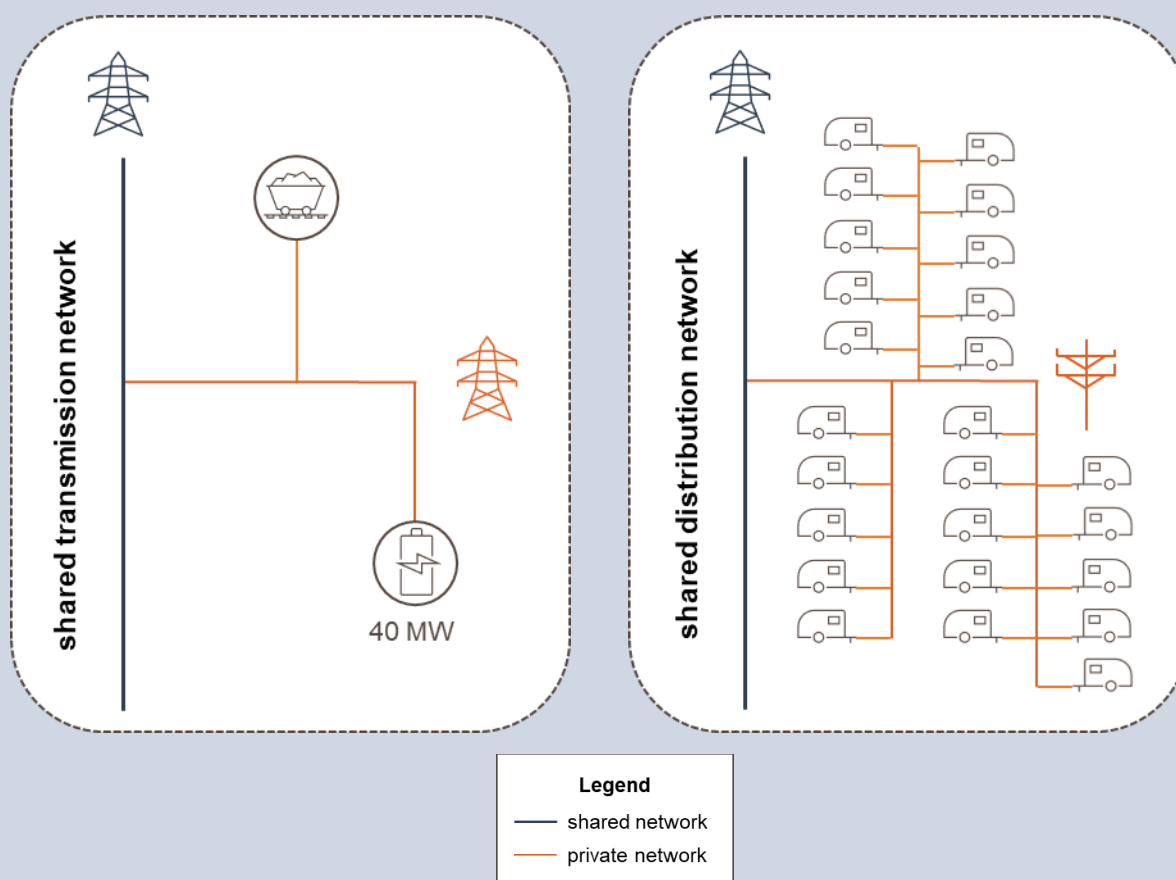 shared transmission network
40 MW
shared distribution network
Legend
shared network
private network